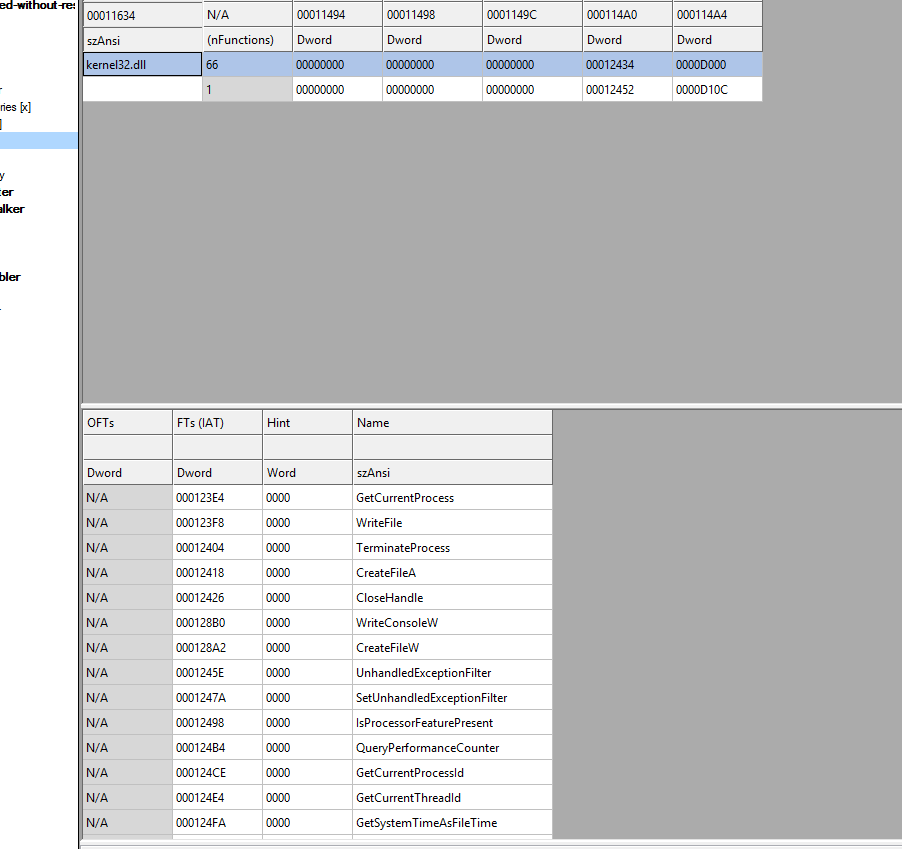 ed-without-res
ries [x]
]
y
ter
alker
bler
00011634 N/A 00011494 00011498 0001149C 000114A0 000114A4
szAnsi (nFunctions) Dword Dword Dword Dword Dword
kernel32.dll 66 00000000 00000000 00000000 00012434 0000D000
1 00000000 00000000 00000000 00012452 0000D10C
OFTs FTs (IAT) Hint Name
Dword Dword Word szAnsi
N/A 000123E4 0000 GetCurrentProcess
N/A 000123F8 0000 WriteFile
N/A 00012404 0000 TerminateProcess
N/A 00012418 0000 CreateFileA
N/A 00012426 0000 CloseHandle
N/A 000128B0 0000 WriteConsoleW
N/A 000128A2 0000 CreateFileW
N/A 0001245E 0000 UnhandledExceptionFilter
N/A 0001247A 0000 SetUnhandledExceptionFilter
N/A 00012498 0000 IsProcessorFeaturePresent
N/A 000124B4 0000 QueryPerformanceCounter
N/A 000124CE 0000 GetCurrentProcessId
N/A 000124E4 0000 GetCurrentThreadId
N/A 000124FA 0000 GetSystemTimeAsFileTime